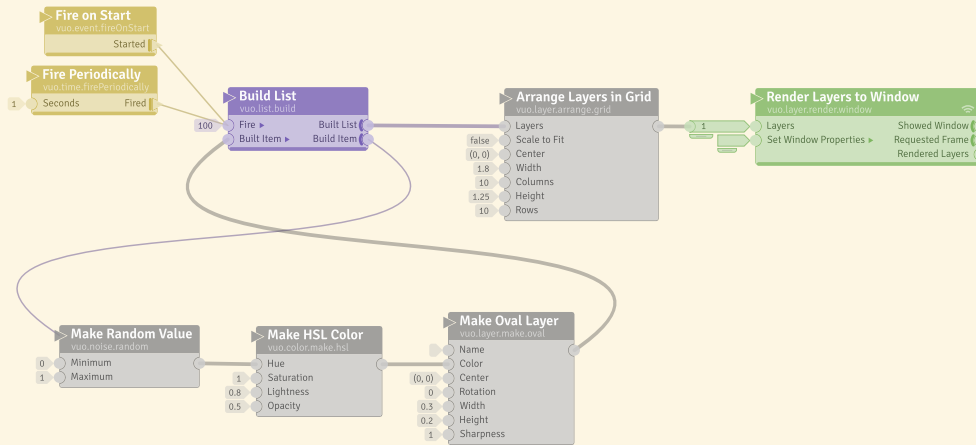 Fire on Start
vuo.event.fireOnStart
Started
Fire Periodically
vuo.time.firePeriodically
1 Seconds Fired
Build List
vuo.list.build
100 Fire ► Built List
Built Item ► Build Item
Arrange Layers in Grid
vuo.layer.arrange.grid
Layers
false Scale to Fit
(0, 0) Center
1.8 Width
10 Columns
1.25 Height
10 Rows
Render Layers to Window
vuo.layer.render.window
1 Layers Showed Window
Set Window Properties ► Requested Frame
Rendered Layers
Make Random Value
vuo.noise.random
0 Minimum
1 Maximum
Make HSL Color
vuo.color.make.hsl
Hue
1 Saturation
0.8 Lightness
0.5 Opacity
Make Oval Layer
vuo.layer.make.oval
Name
Color
(0, 0) Center
0 Rotation
0.3 Width
0.2 Height
1 Sharpness